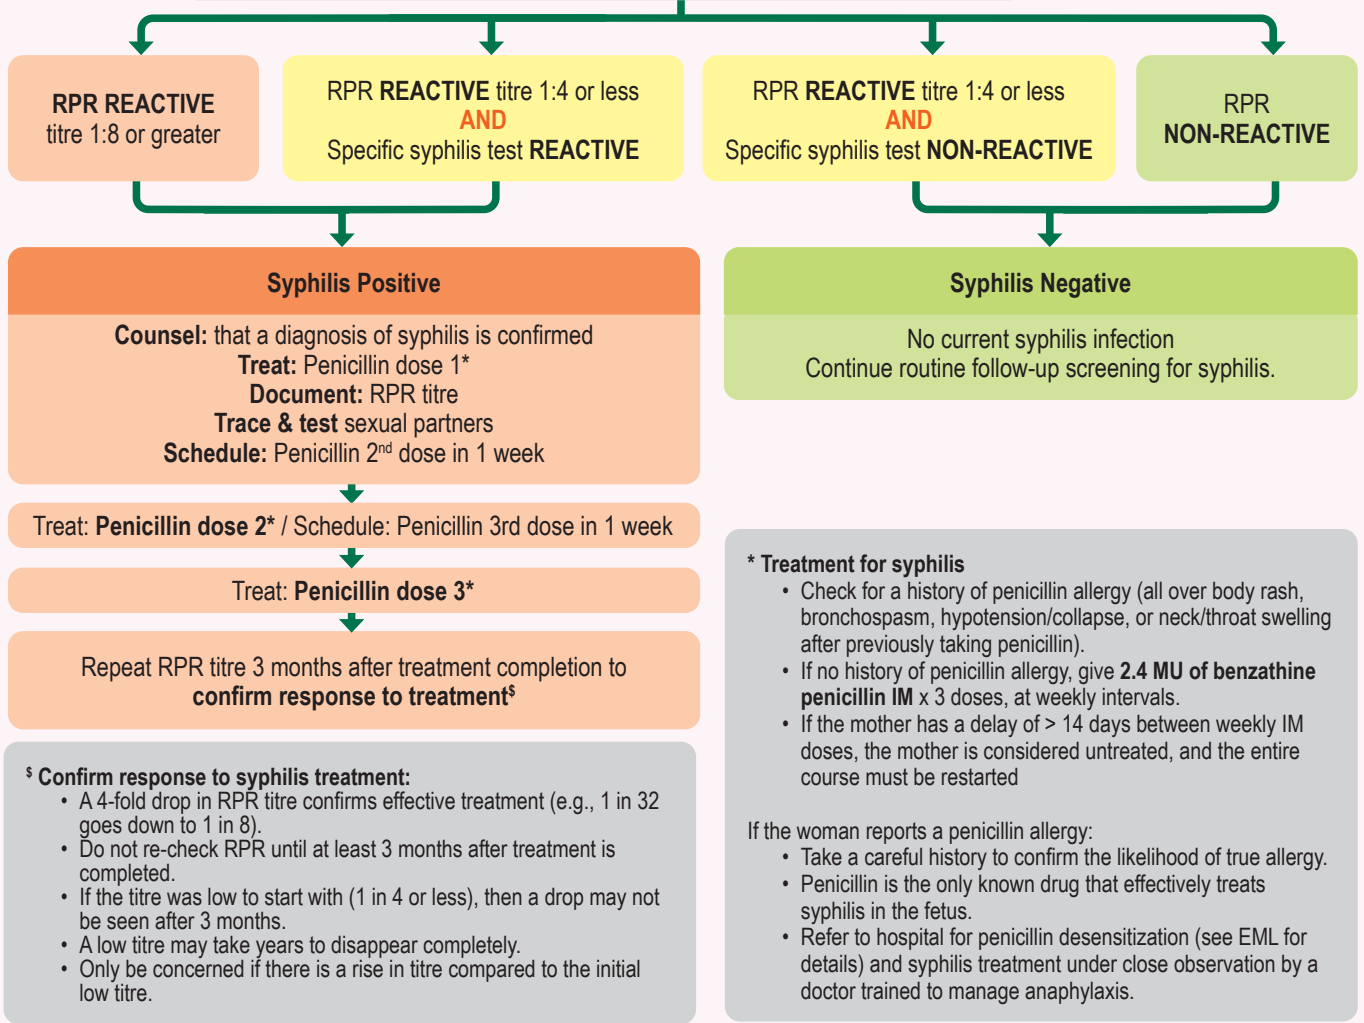 RPR REACTIVE
titre 1:8 or greater
RPR REACTIVE titre 1:4 or less
AND
Specific syphilis test REACTIVE
RPR REACTIVE titre 1:4 or less
AND
Specific syphilis test NON-REACTIVE
RPR
NON-REACTIVE
Syphilis Positive
Counsel: that a diagnosis of syphilis is confirmed
Treat: Penicillin dose 1*
Document: RPR titre
Trace & test sexual partners
Schedule: Penicillin 2nd dose in 1 week
Syphilis Negative
No current syphilis infection
Continue routine follow-up screening for syphilis.
Treat: Penicillin dose 2* / Schedule: Penicillin 3rd dose in 1 week
Treat: Penicillin dose 3*
Repeat RPR titre 3 months after treatment completion to
confirm response to treatment$
$ Confirm response to syphilis treatment:
• A 4-fold drop in RPR titre confirms effective treatment (e.g., 1 in 32
goes down to 1 in 8).
• Do not re-check RPR until at least 3 months after treatment is
completed.
• If the titre was low to start with (1 in 4 or less), then a drop may not
be seen after 3 months.
• A low titre may take years to disappear completely.
• Only be concerned if there is a rise in titre compared to the initial
low titre.
* Treatment for syphilis
• Check for a history of penicillin allergy (all over body rash,
bronchospasm, hypotension/collapse, or neck/throat swelling
after previously taking penicillin).
• If no history of penicillin allergy, give 2.4 MU of benzathine
penicillin IM x 3 doses, at weekly intervals.
• If the mother has a delay of > 14 days between weekly IM
doses, the mother is considered untreated, and the entire
course must be restarted
If the woman reports a penicillin allergy:
• Take a careful history to confirm the likelihood of true allergy.
• Penicillin is the only known drug that effectively treats
syphilis in the fetus.
• Refer to hospital for penicillin desensitization (see EML for
details) and syphilis treatment under close observation by a
doctor trained to manage anaphylaxis.